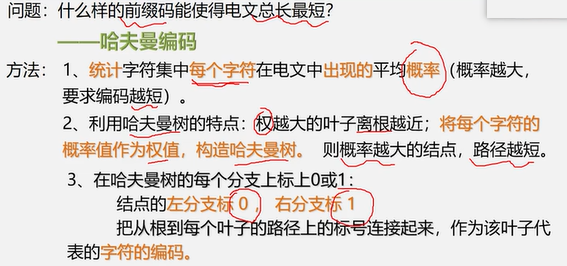 问题：什么样的前缀码能使得电文总长最短？
——哈夫曼编码
方法： 1、统计字符集中每个字符在电文中出现的平均概率（概率越大，
要求编码越短）。
2、利用哈夫曼树的特点：权越大的叶子离根越近；将每个字符的
概率值作为权值，构造哈夫曼树。 则概率越大的结点，路径越短。
3、在哈夫曼树的每个分支上标上0或1：
结点的左分支标 0 ， 右分支标 1
把从根到每个叶子的路径上的标号连接起来，作为该叶子代
表的字符的编码。